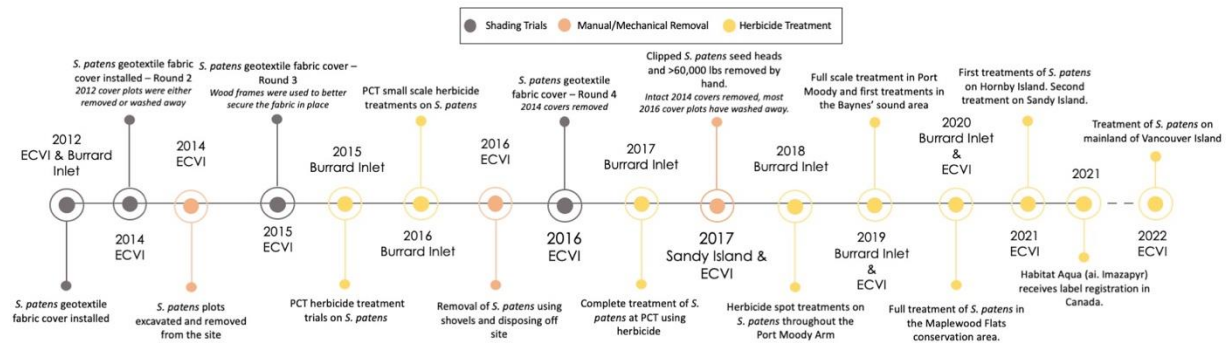 Shading Trials
Manual/Mechanical Removal
Herbicide Treatment
S. patens geotextile fabric
cover installed – Round 2
2012 cover plots were either
removed or washed away
S. patens geotextile fabric cover –
Round 3
Wood frames were used to better
secure the fabric in place
PCT small scale herbicide
treatments on S. patens
S. patens geotextile
fabric cover – Round 4
2014 covers removed
Clipped S. patens seed heads
and >60,000 lbs removed by
hand.
Intact 2014 covers removed, most
2016 cover plots have washed away.
Full scale treatment in Port
Moody and first treatments in
the Baynes’ sound area
First treatments of S. patens
on Hornby Island. Second
treatment on Sandy Island.
Treatment of S. patens on
mainland of Vancouver Island
2012
ECVI & Burrard
Inlet
2014
ECVI
2015
Burrard Inlet
2016
ECVI
2017
Burrard Inlet
2018
Burrard Inlet
2020
Burrard Inlet
& ECVI
2021
2014
ECVI
2015
ECVI
2016
Burrard Inlet
2016
ECVI
2017
Sandy Island &
ECVI
2019
Burrard Inlet
& ECVI
2021
ECVI
2022
ECVI
S. patens geotextile
fabric cover installed
S. patens plots
excavated and removed
from the site
PCT herbicide treatment
trials on S. patens
Removal of S. patens using
shovels and disposing off
site
Complete treatment of S.
patens at PCT using
herbicide
Herbicide spot treatments on
S. patens throughout the
Port Moody Arm
Full treatment of S. patens in
the Maplewood Flats
conservation area.
Habitat Aqua (ai. Imazapyr)
receives label registration in
Canada.